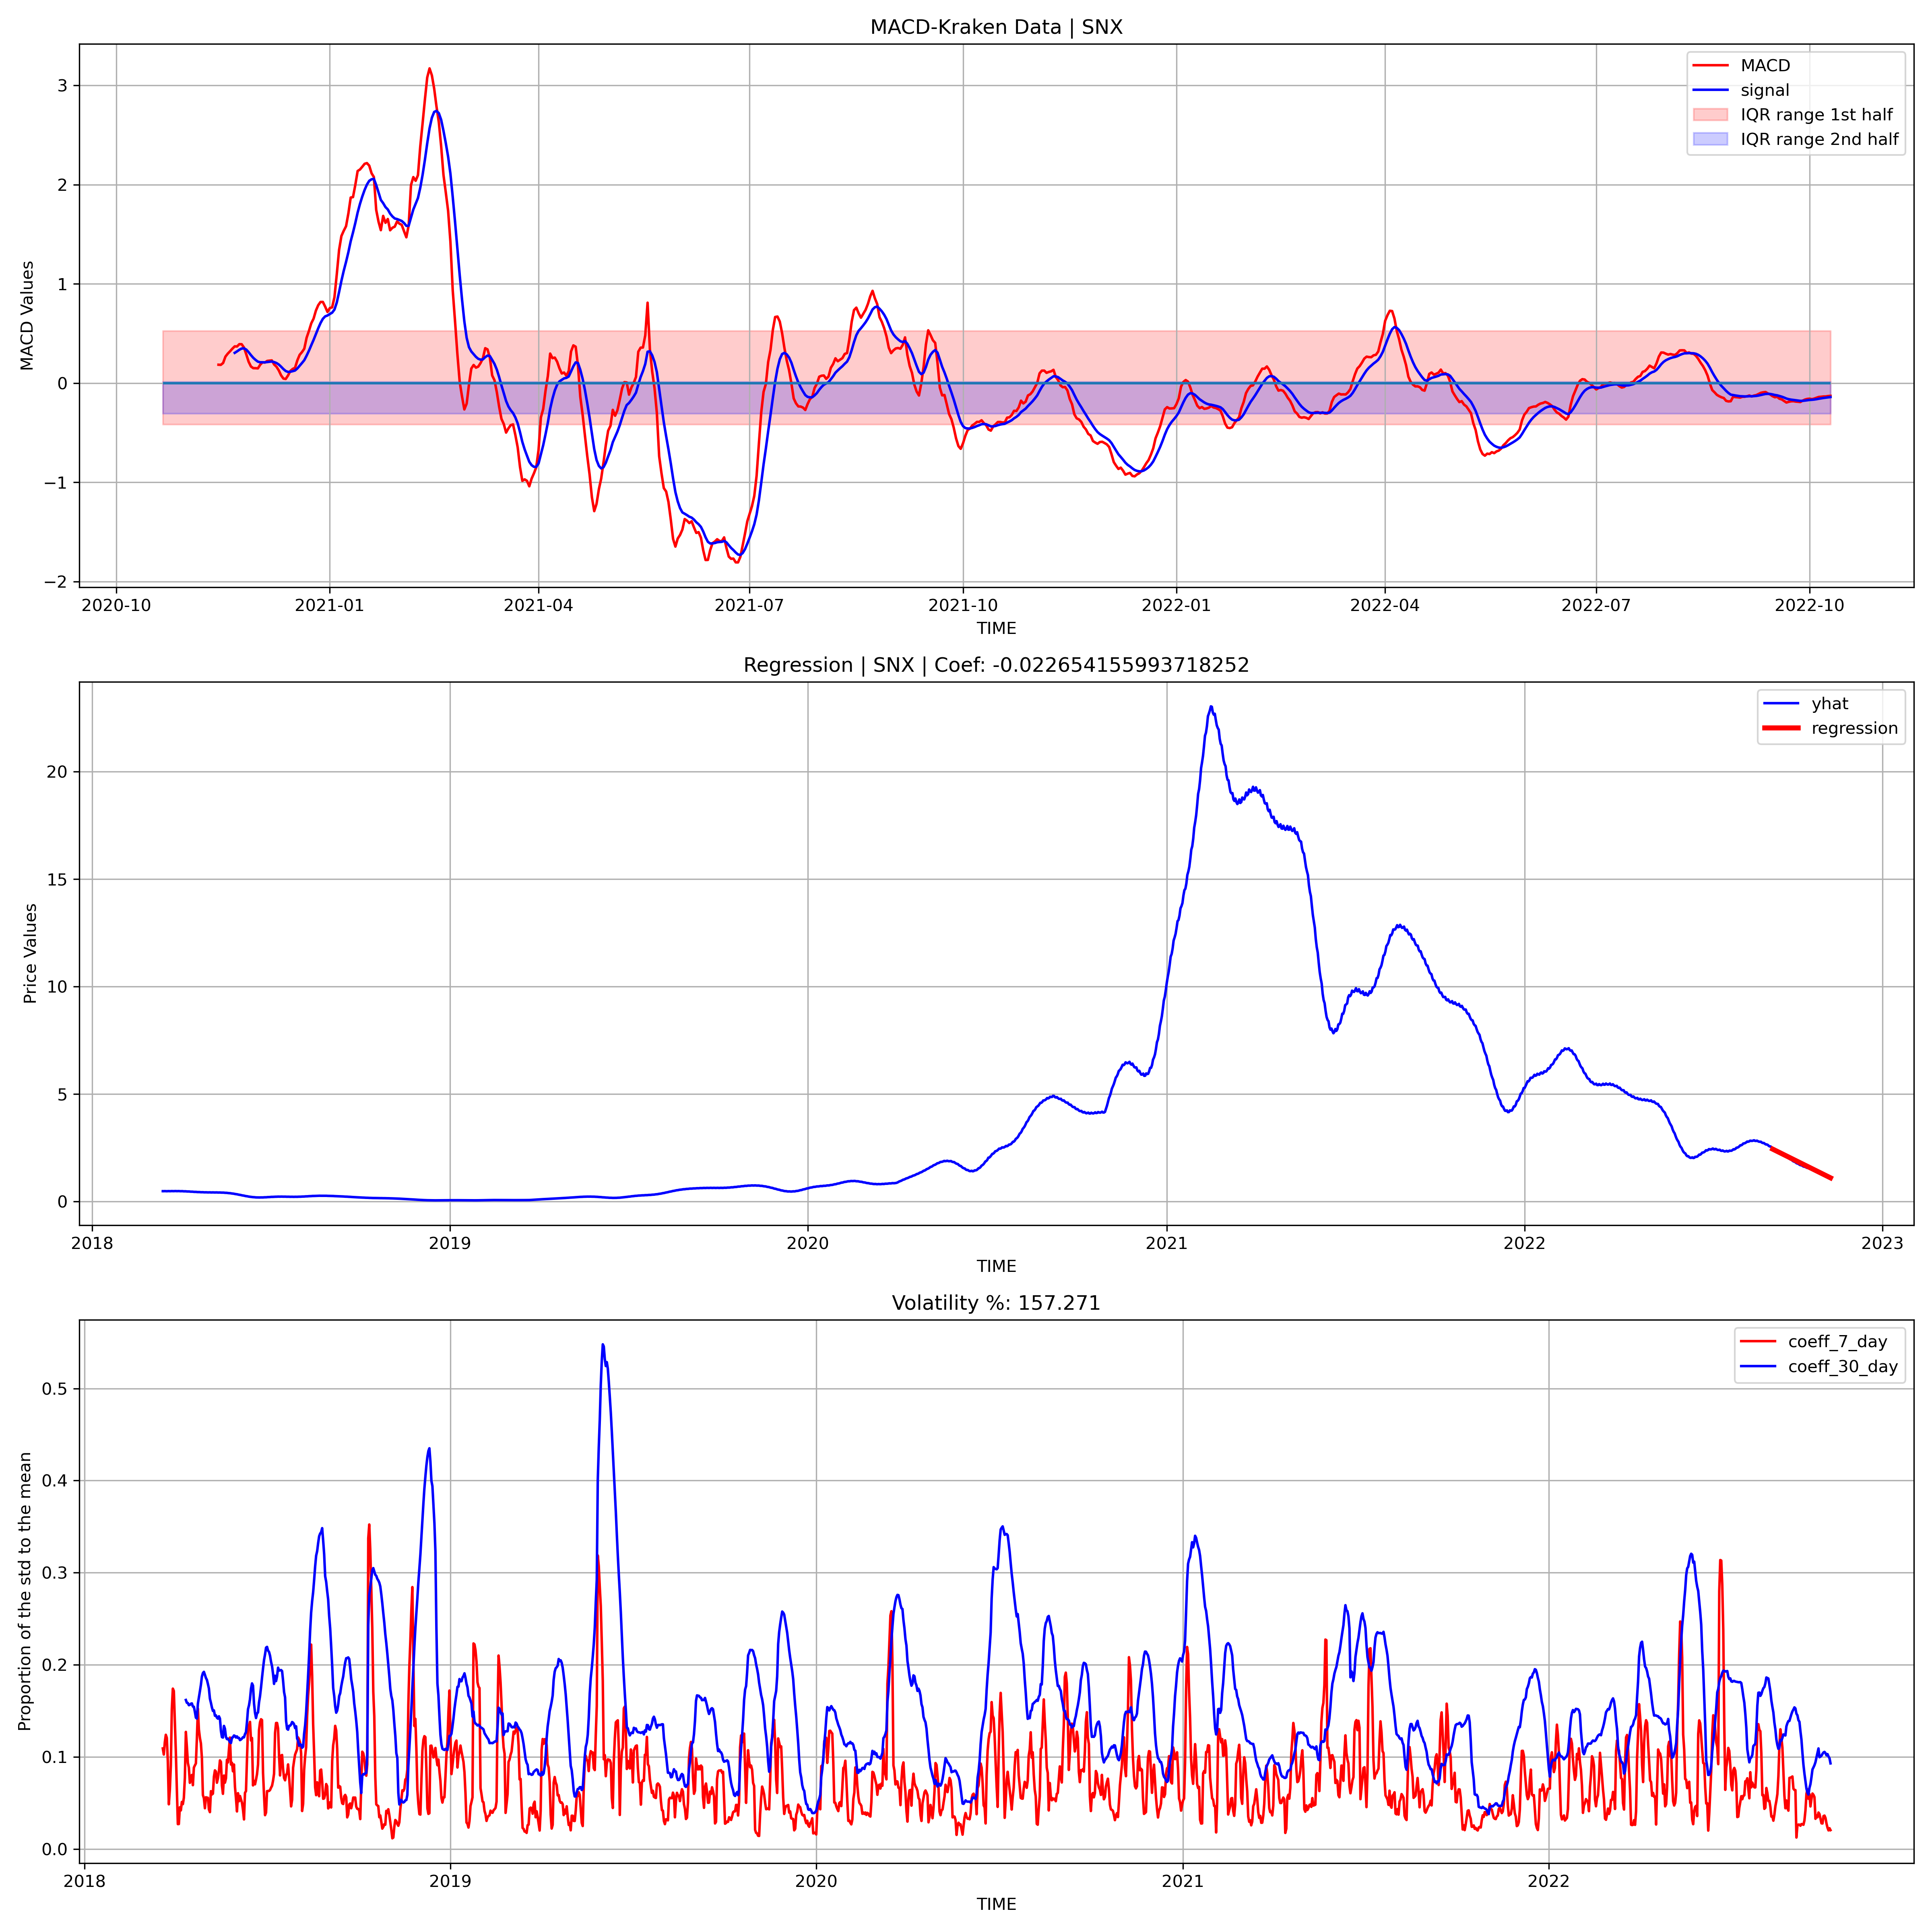 MACD-Kraken Data | SNX
MACD Values
3
2
1
0
−1
−2
MACD
signal
IQR range 1st half
IQR range 2nd half
2020-10 2021-01 2021-04 2021-07 2021-10 2022-01 2022-04 2022-07 2022-10
TIME
Regression | SNX | Coef: -0.022654155993718252
Price Values
20
15
10
5
0
yhat
regression
2018 2019 2020 2021 2022 2023
TIME
Volatility %: 157.271
Proportion of the std to the mean
0.5
0.4
0.3
0.2
0.1
0.0
coeff_7_day
coeff_30_day
2018 2019 2020 2021 2022
TIME